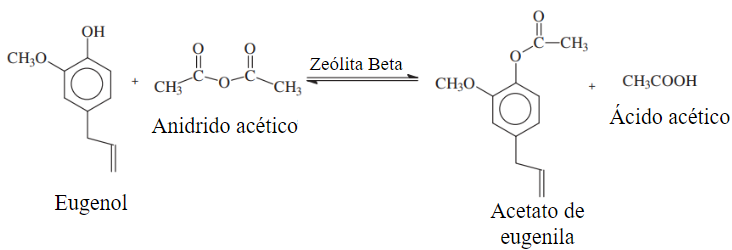 OH
CH₃O
Eugenol
+
O O
C O C
CH₃ CH₃
Anidrido acético
Zeólita Beta
O
C—CH₃
O
CH₃O
Acetato de
eugenila
+
CH₃COOH
Ácido acético